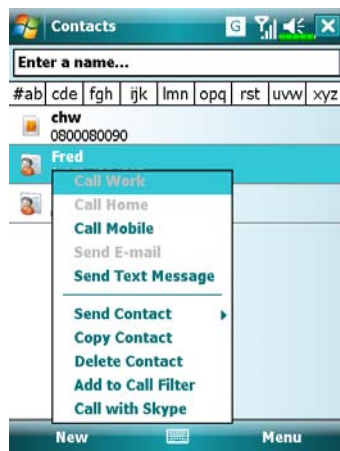 Contacts G
Enter a name...
#ab cde fgh ijk lmn opq rst uvw xyz
chw
0800080090
Fred
Call Work
Call Home
Call Mobile
Send E-mail
Send Text Message
Send Contact
Copy Contact
Delete Contact
Add to Call Filter
Call with Skype
New Menu